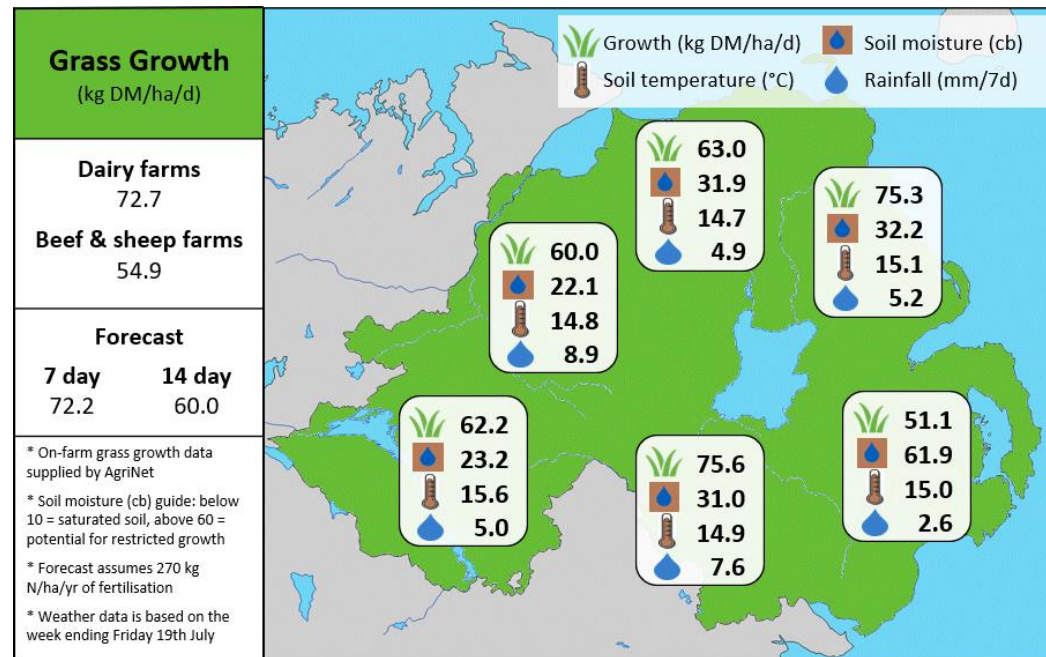 Grass Growth
(kg DM/ha/d)
Dairy farms
72.7
Beef & sheep farms
54.9
Forecast
7 day 14 day
72.2 60.0
* On-farm grass growth data
supplied by AgriNet
* Soil moisture (cb) guide: below
10 = saturated soil, above 60 =
potential for restricted growth
* Forecast assumes 270 kg
N/ha/yr of fertilisation
* Weather data is based on the
week ending Friday 19th July
Growth (kg DM/ha/d) Soil moisture (cb)
Soil temperature (°C) Rainfall (mm/7d)
63.0
31.9
14.7
4.9
75.3
32.2
15.1
5.2
60.0
22.1
14.8
8.9
62.2
23.2
15.6
5.0
75.6
31.0
14.9
7.6
51.1
61.9
15.0
2.6